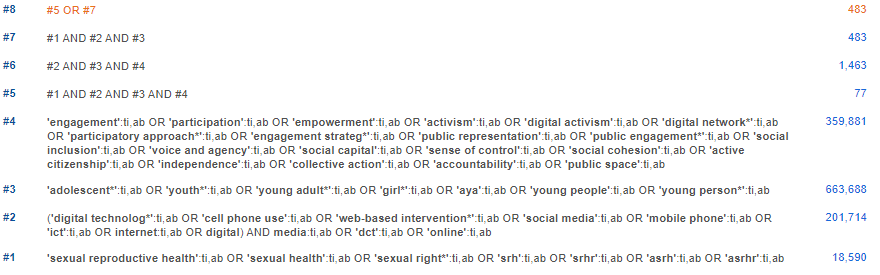 #8 #5 OR #7 483
#7 #1 AND #2 AND #3 483
#6 #2 AND #3 AND #4 1,463
#5 #1 AND #2 AND #3 AND #4 77
#4 'engagement':ti,ab OR 'participation':ti,ab OR 'empowerment':ti,ab OR 'activism':ti,ab OR 'digital activism':ti,ab OR 'digital network*':ti,ab 359,881
OR 'participatory approach*':ti,ab OR 'engagement strateg*':ti,ab OR 'public representation':ti,ab OR 'public engagement*':ti,ab OR 'social
inclusion':ti,ab OR 'voice and agency':ti,ab OR 'social capital':ti,ab OR 'sense of control':ti,ab OR 'social cohesion':ti,ab OR 'active
citizenship':ti,ab OR 'independence':ti,ab OR 'collective action':ti,ab OR 'accountability':ti,ab OR 'public space':ti,ab
#3 'adolescent*':ti,ab OR 'youth*':ti,ab OR 'young adult*':ti,ab OR 'girl*':ti,ab OR 'aya':ti,ab OR 'young people':ti,ab OR 'young person*':ti,ab 663,688
#2 ('digital technolog*':ti,ab OR 'cell phone use':ti,ab OR 'web-based intervention*':ti,ab OR 'social media':ti,ab OR 'mobile phone':ti,ab OR 201,714
'ict':ti,ab OR internet:ti,ab OR digital) AND media:ti,ab OR 'dct':ti,ab OR 'online':ti,ab
#1 'sexual reproductive health':ti,ab OR 'sexual health':ti,ab OR 'sexual right*':ti,ab OR 'srh':ti,ab OR 'srhr':ti,ab OR 'asrh':ti,ab OR 'asrhr':ti,ab 18,590